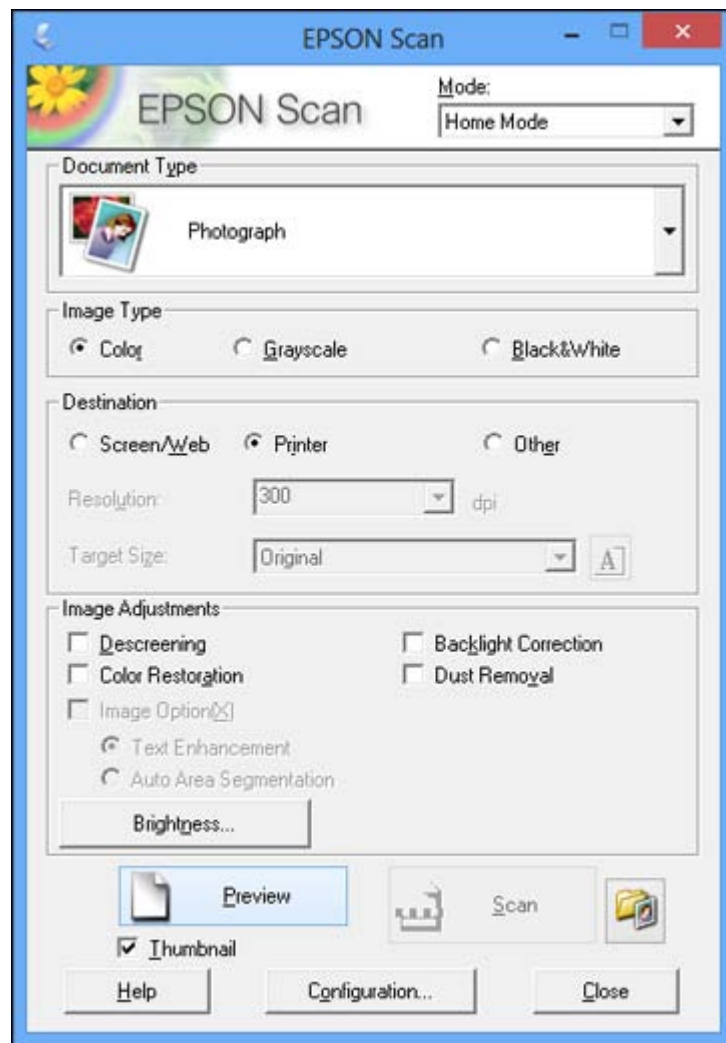 EPSON Scan
EPSON Scan
Mode:
Home Mode
Document Type
Photograph
Image Type
Color
Grayscale
Black&White
Destination
Screen/Web
Printer
Other
Resolution:
300
dpi
Target Size:
Original
A
Image Adjustments
Descreening
Backlight Correction
Color Restoration
Dust Removal
Image Option(X)
Text Enhancement
Auto Area Segmentation
Brightness...
Preview
Scan
Thumbnail
Help
Configuration...
Close